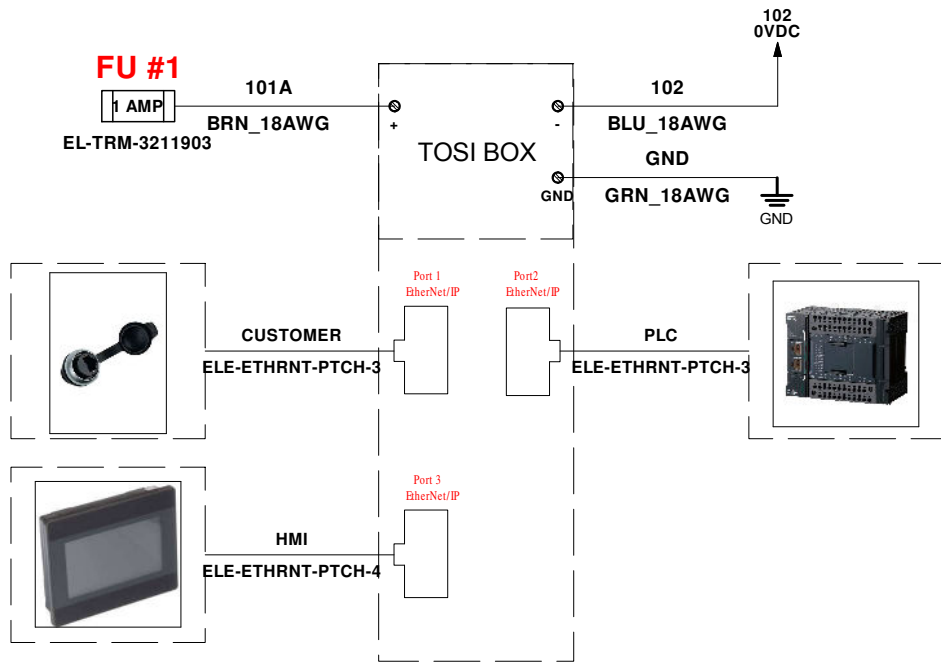 102
0VDC
FU #1
1 AMP
EL-TRM-3211903
101A
BRN_18AWG
+
-
TOSI BOX
GND
102
BLU_18AWG
GND
GRN_18AWG
GND
Port 1
EtherNet/IP
Port2
EtherNet/IP
CUSTOMER
ELE-ETHRNT-PTCH-3
PLC
ELE-ETHRNT-PTCH-3
Port 3
EtherNet/IP
HMI
ELE-ETHRNT-PTCH-4